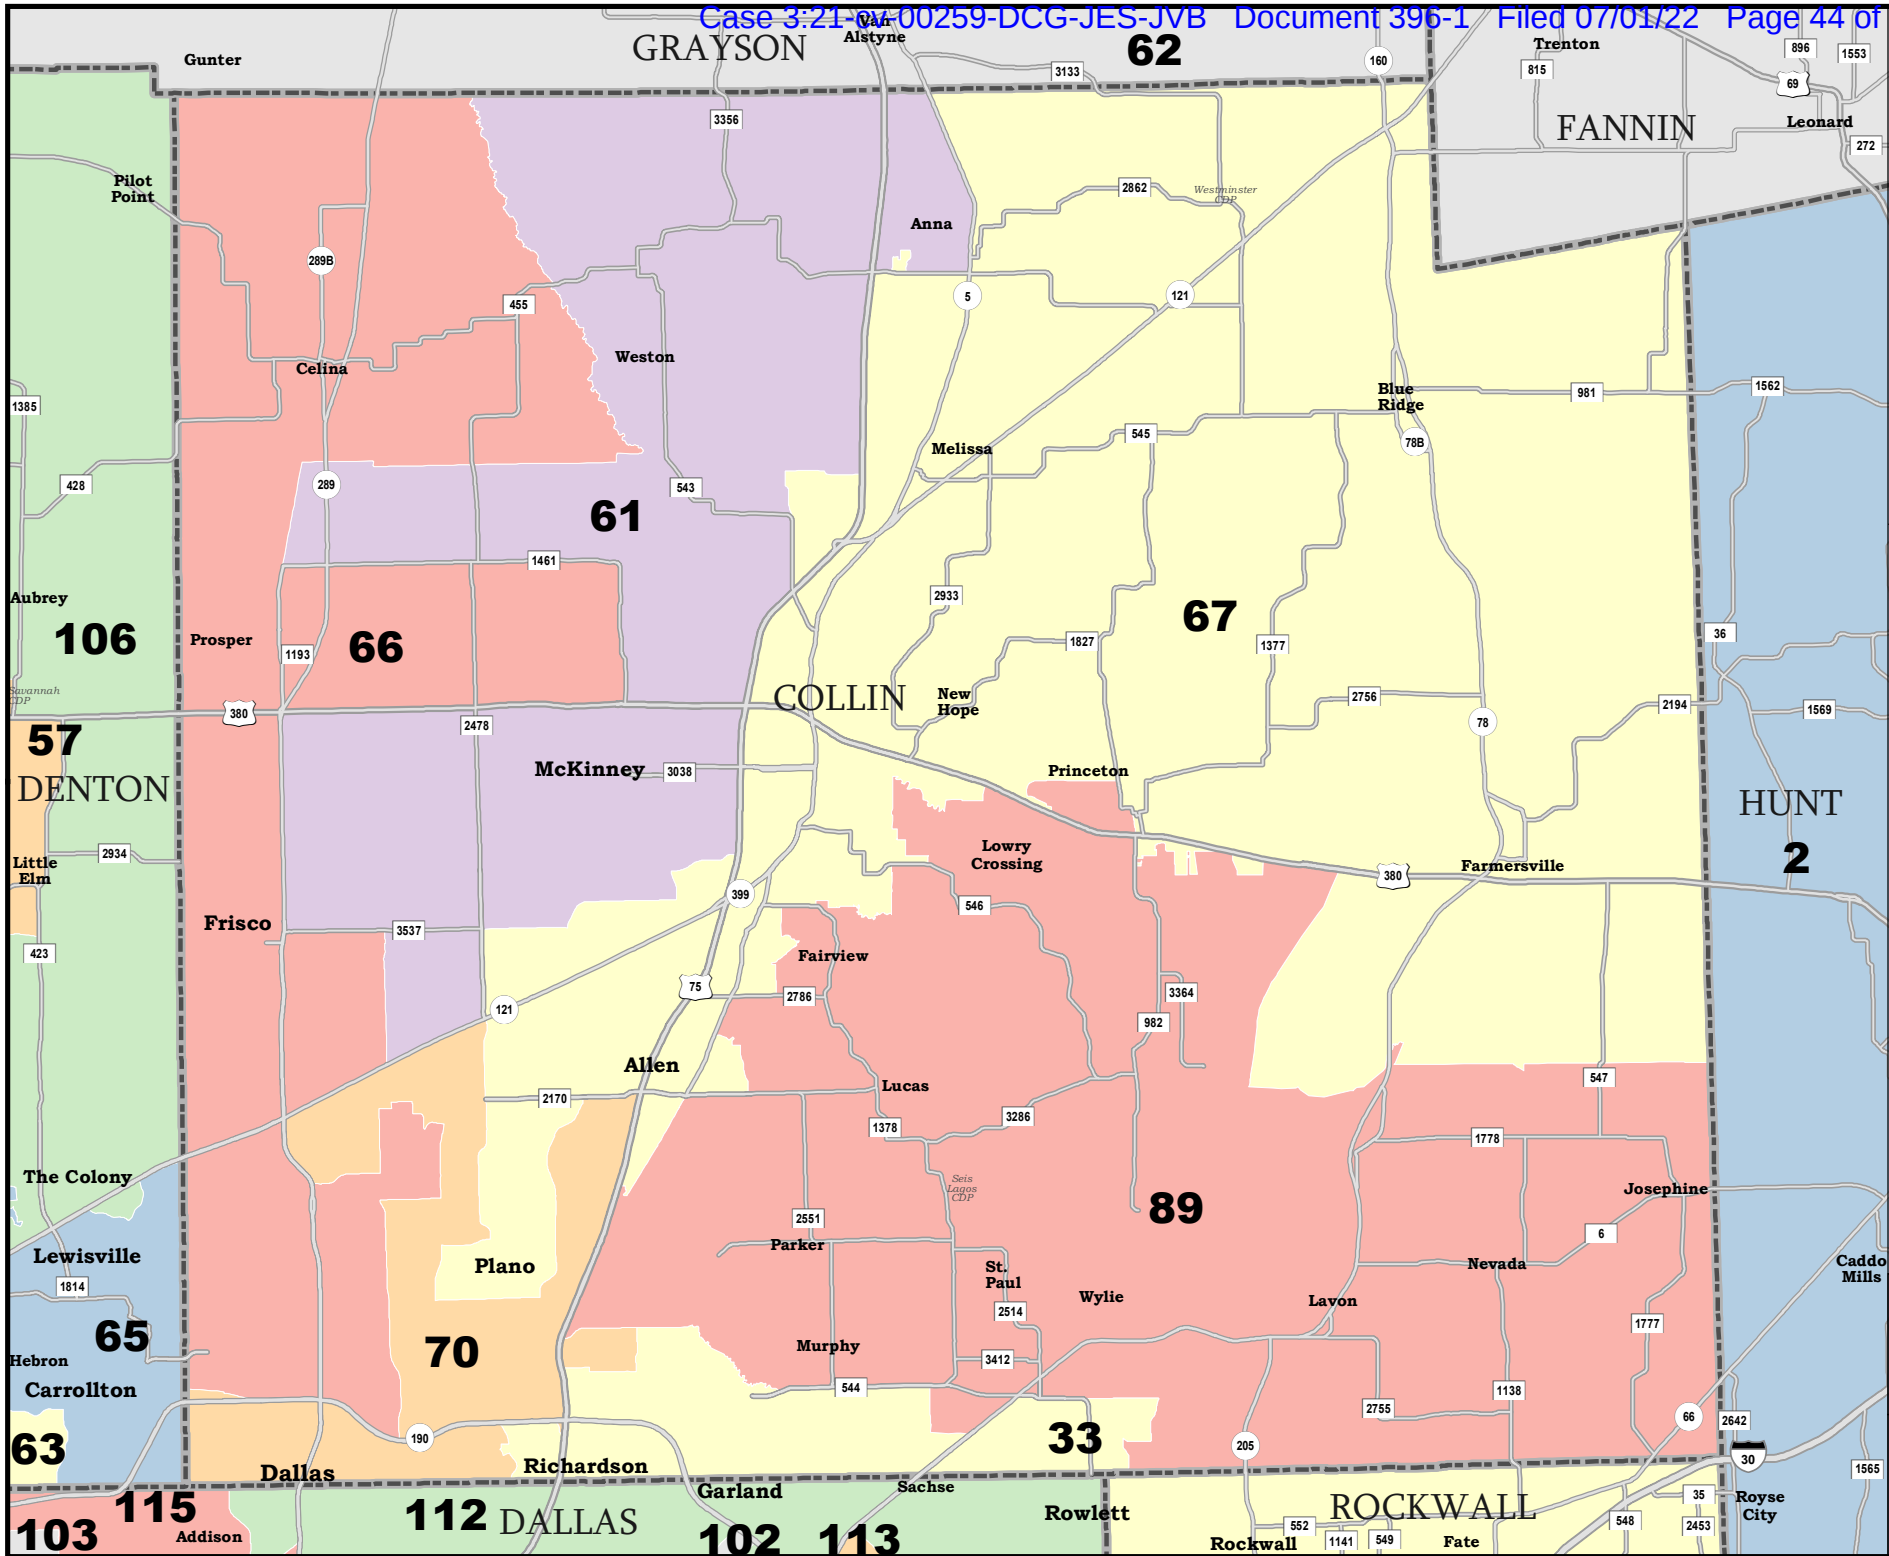 Case 3:21-cv-00259-DCG-JES-JVB Document 396-1 Filed 07/01/22 Page 44 of
Van
Alstyne
GRAYSON
62
Gunter
Trenton
896
1553
160
3133
815
69
FANNIN
Leonard
3356
272
Pilot
Point
2862
Westminster
CDP
Anna
289B
455
5
121
Weston
Celina
1385
Blue
Ridge
981
1562
Melissa
545
78B
428
289
543
61
1461
Aubrey
2933
67
106
Prosper
66
1193
1827
1377
36
Savannah
CDP
COLLIN
New
Hope
2756
2194
1569
380
57
2478
78
DENTON
McKinney
3038
Princeton
HUNT
2934
Lowry
Crossing
2
Little
Elm
Farmersville
380
399
546
Frisco
3537
423
Fairview
75
2786
3364
121
982
Allen
547
Lucas
2170
1378
3286
1778
The Colony
Seis
Lagos
CDP
Josephine
89
2551
6
Parker
Lewisville
Plano
St.
Paul
Nevada
Caddo
Mills
1814
Wylie
Lavon
2514
1777
65
70
Murphy
Hebron
3412
Carrollton
544
1138
2755
66
2642
63
190
33
205
30
Dallas
Richardson
1565
Garland
Sachse
115
112
DALLAS
Rowlett
ROCKWALL
35
Royse
City
103
Addison
102
113
552
548
2453
Rockwall
1141
549
Fate